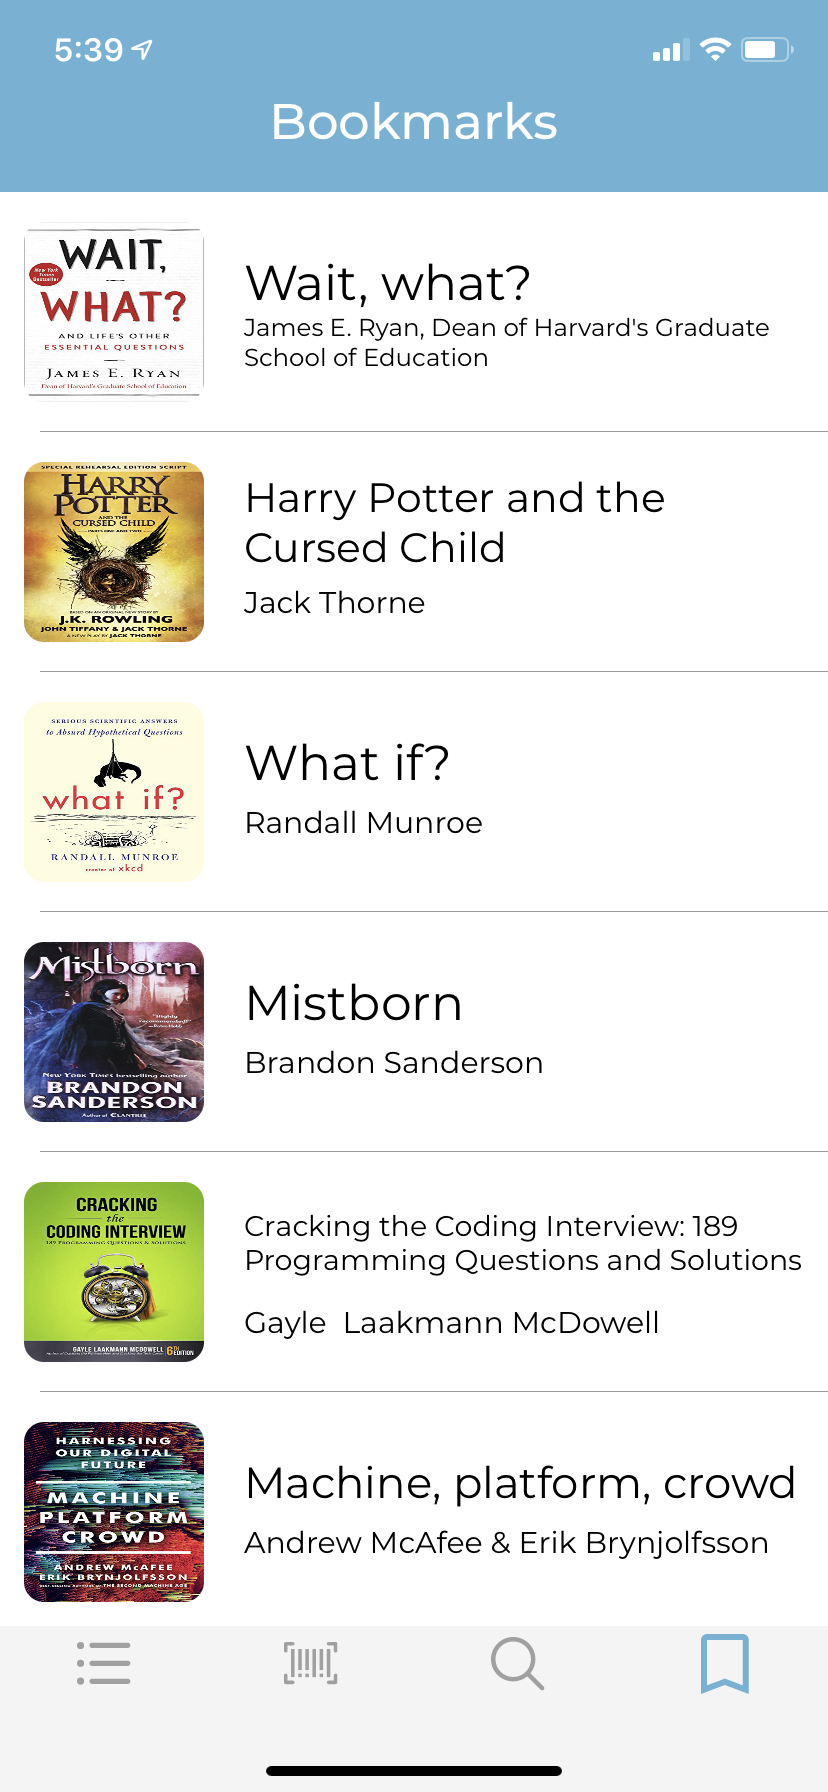 5:39
Bookmarks
WAIT,
New York
Times
Bestseller
WHAT?
AND LIFE'S OTHER
ESSENTIAL QUESTIONS
JAMES E. RYAN
Dean of Harvard's Graduate School of Education
Wait, what?
James E. Ryan, Dean of Harvard's Graduate
School of Education
SPECIAL REHEARSAL EDITION SCRIPT
HARRY
POTTER
AND THE
CURSED CHILD
PARTS ONE AND TWO
BASED ON AN ORIGINAL NEW STORY BY
J.K. ROWLING
JOHN TIFFANY & JACK THORNE
A NEW PLAY BY JACK THORNE
Harry Potter and the
Cursed Child
Jack Thorne
SERIOUS SCIENTIFIC ANSWERS
to Absurd Hypothetical Questions
what if?
RANDALL MUNROE
creator of xkcd
What if?
Randall Munroe
Mistborn
"Highly
recommended!"
New York Times bestselling author
BRANDON
SANDERSON
Author of ELANTRIS
Mistborn
Brandon Sanderson
CRACKING
the
CODING INTERVIEW
189 PROGRAMMING QUESTIONS & SOLUTIONS
GAYLE LAAKMANN MCDOWELL
6TH
EDITION
Cracking the Coding Interview: 189
Programming Questions and Solutions
Gayle  Laakmann McDowell
HARNESSING
OUR DIGITAL
FUTURE
MACHINE
PLATFORM
CROWD
ANDREW McAFEE
ERIK BRYNJOLFSSON
BEST-SELLING AUTHORS OF THE SECOND MACHINE AGE
Machine, platform, crowd
Andrew McAfee & Erik Brynjolfsson